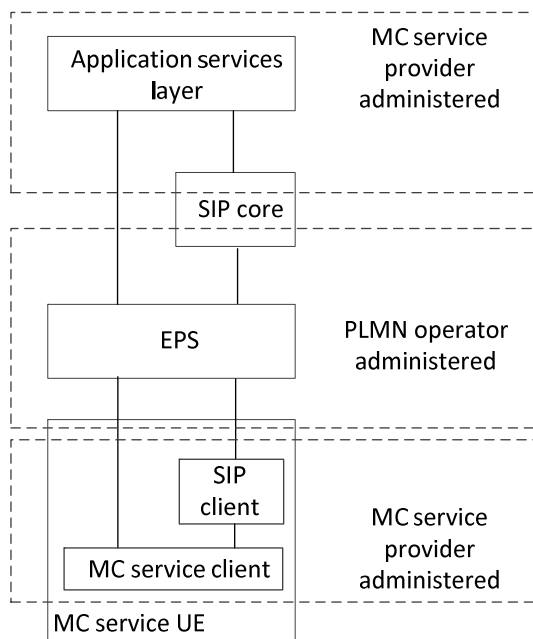 Application services
layer
MC service
provider
administered
SIP core
EPS
PLMN operator
administered
SIP
client
MC service client
MC service
provider
administered
MC service UE